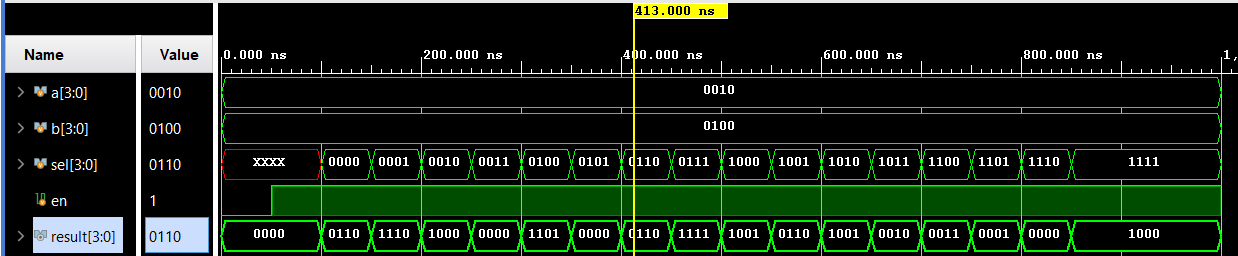 413.000 ns
Name Value 0.000 ns 200.000 ns 400.000 ns 600.000 ns 800.000 ns 1,
a[3:0] 0010 0010
b[3:0] 0100 0100
sel[3:0] 0110 XXXX 0000 0001 0010 0011 0100 0101 0110 0111 1000 1001 1010 1011 1100 1101 1110 1111
en 1
result[3:0] 0110 0000 0110 1110 1000 0000 1101 0000 0110 1111 1001 0110 1001 0010 0011 0001 0000 1000